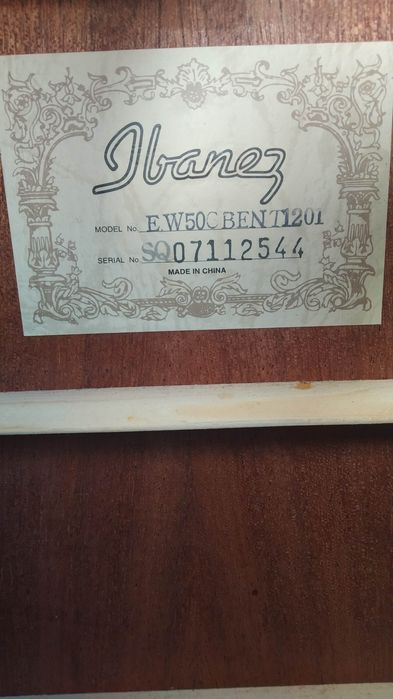 Ibanez
MODEL No. EW50CBENT1201
SERIAL No SQ07112544
MADE IN CHINA